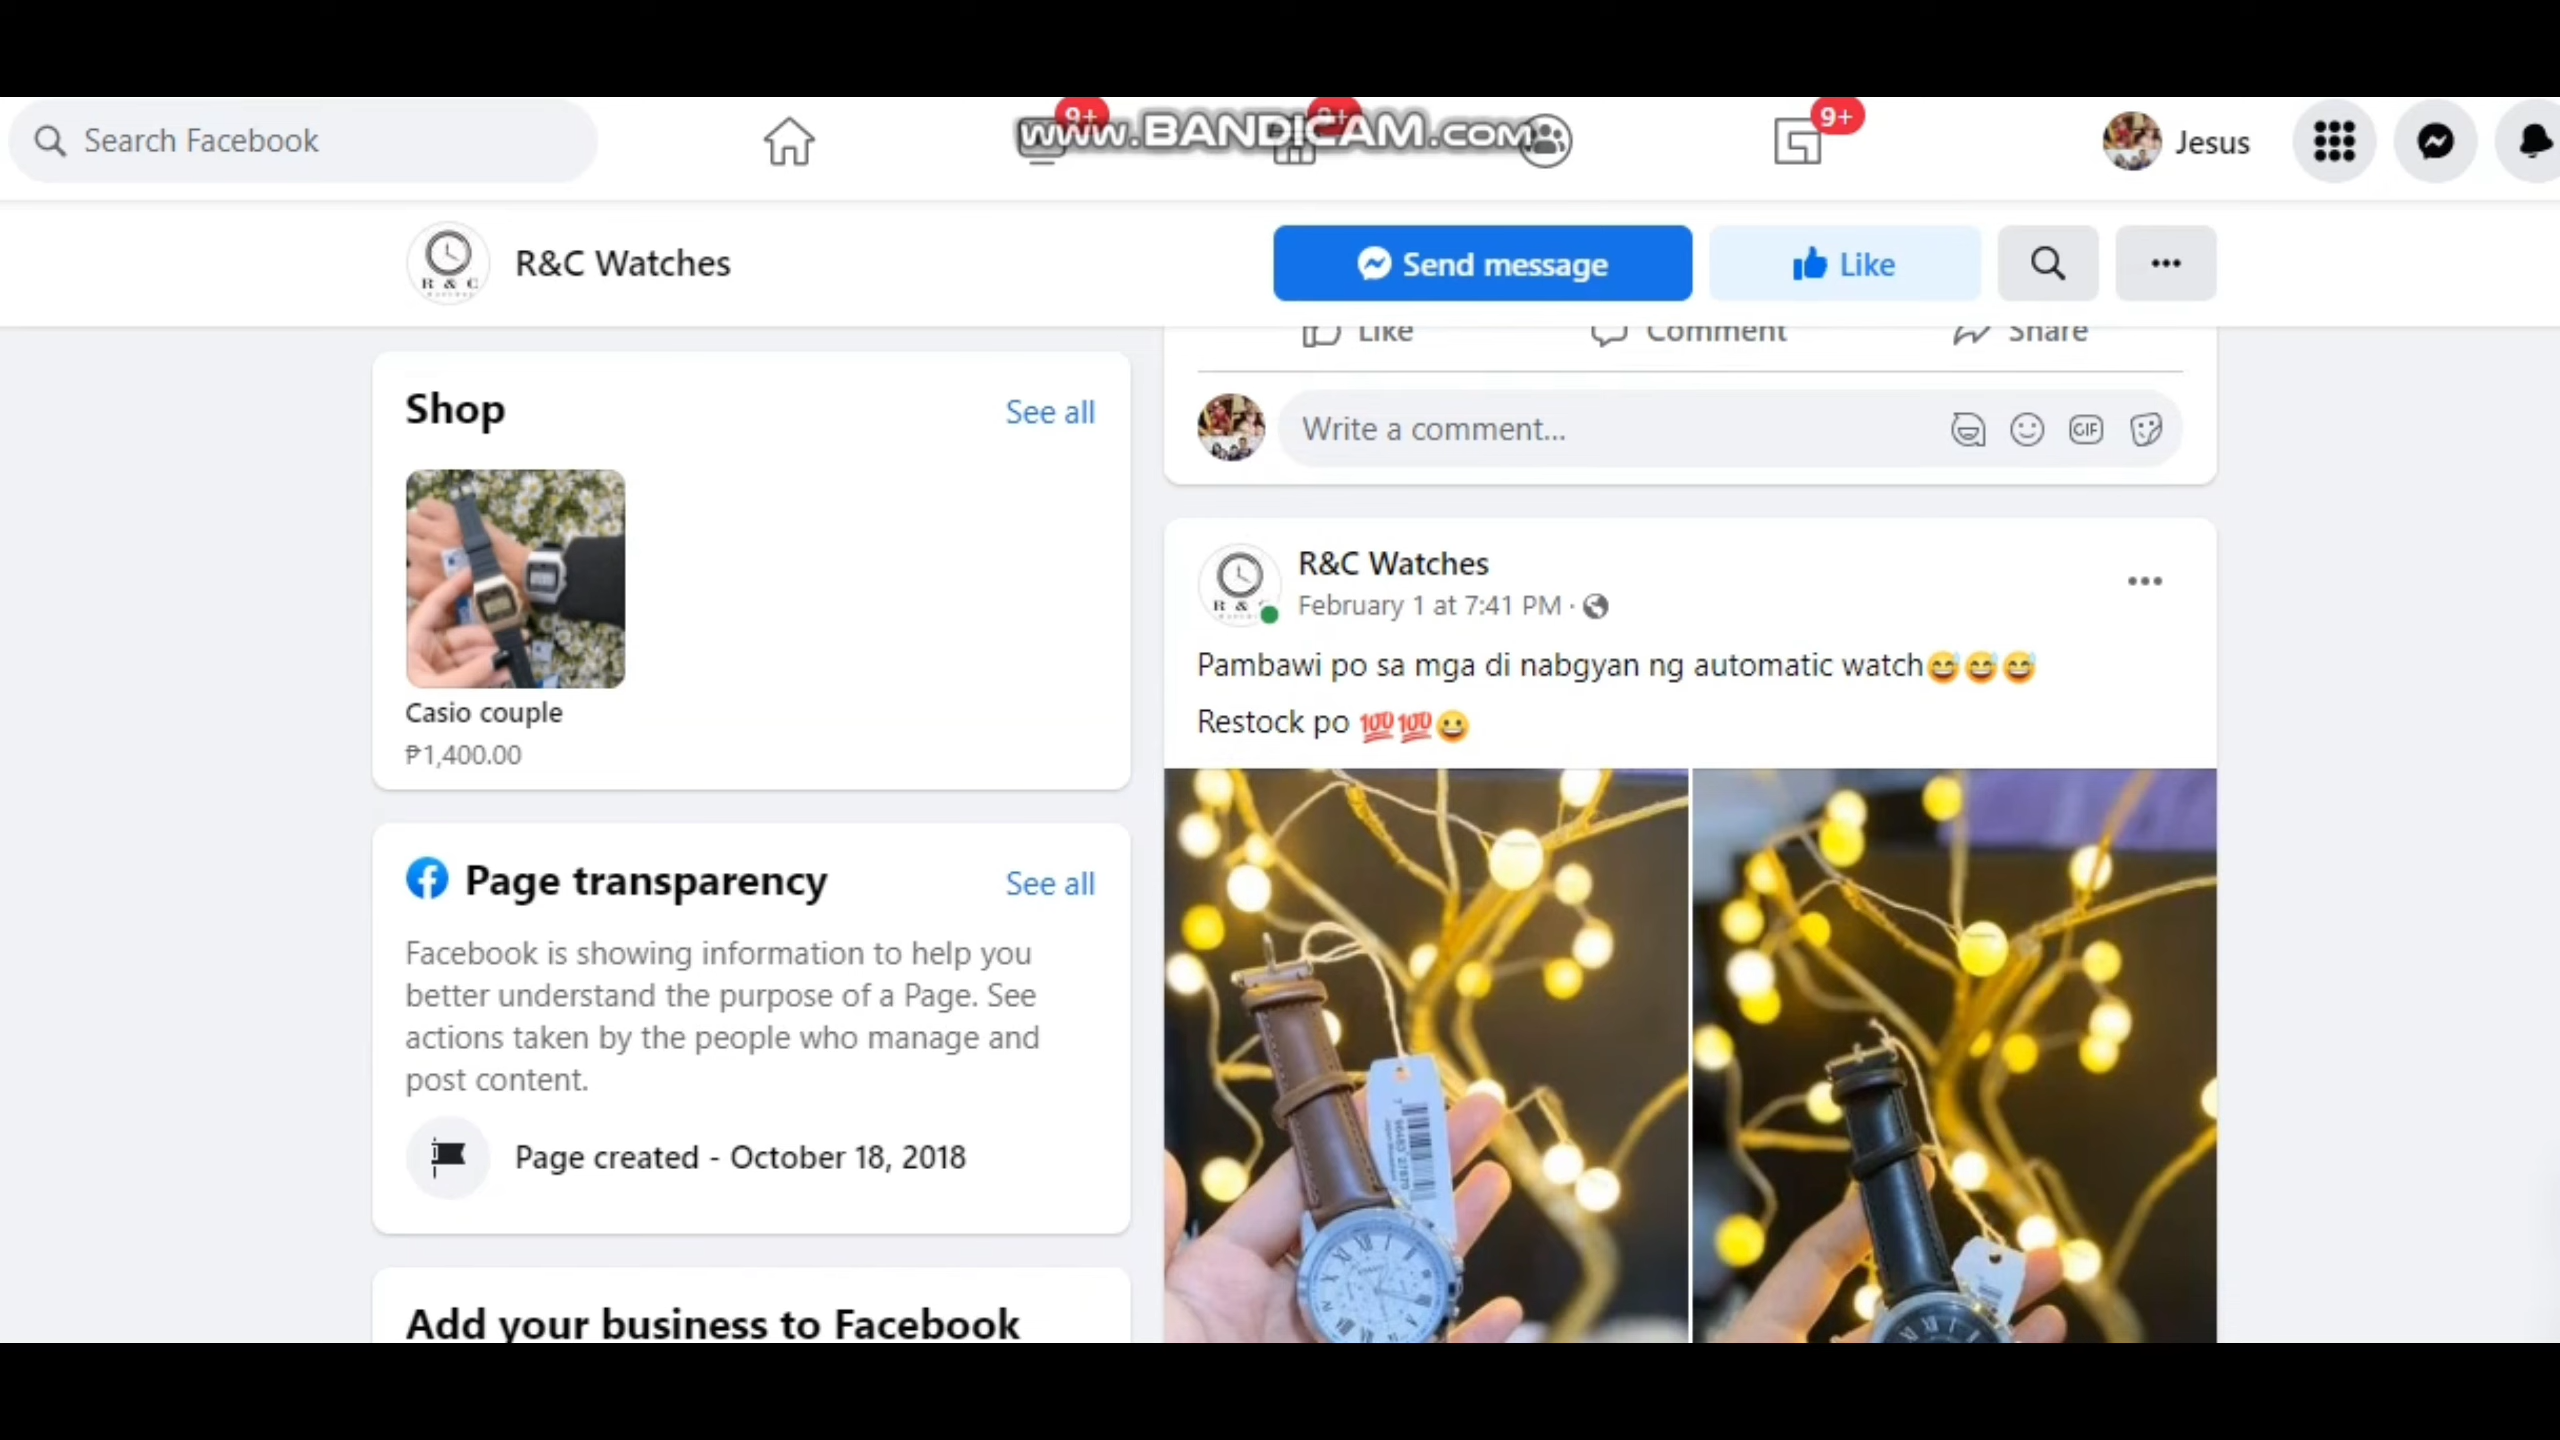 www.BANDICAM.com
Search Facebook
9+
9+
9+
Jesus
R&C Watches
Send message
Like
R & C
Like
Comment
Share
Shop
See all
Write a comment...
GIF
Casio couple
₱1,400.00
R&C Watches
February 1 at 7:41 PM ·
Pambawi po sa mga di nabgyan ng automatic watch😅😅😅
Restock po 💯💯😀
Page transparency
See all
Facebook is showing information to help you
better understand the purpose of a Page. See
actions taken by the people who manage and
post content.
Page created - October 18, 2018
Add your business to Facebook